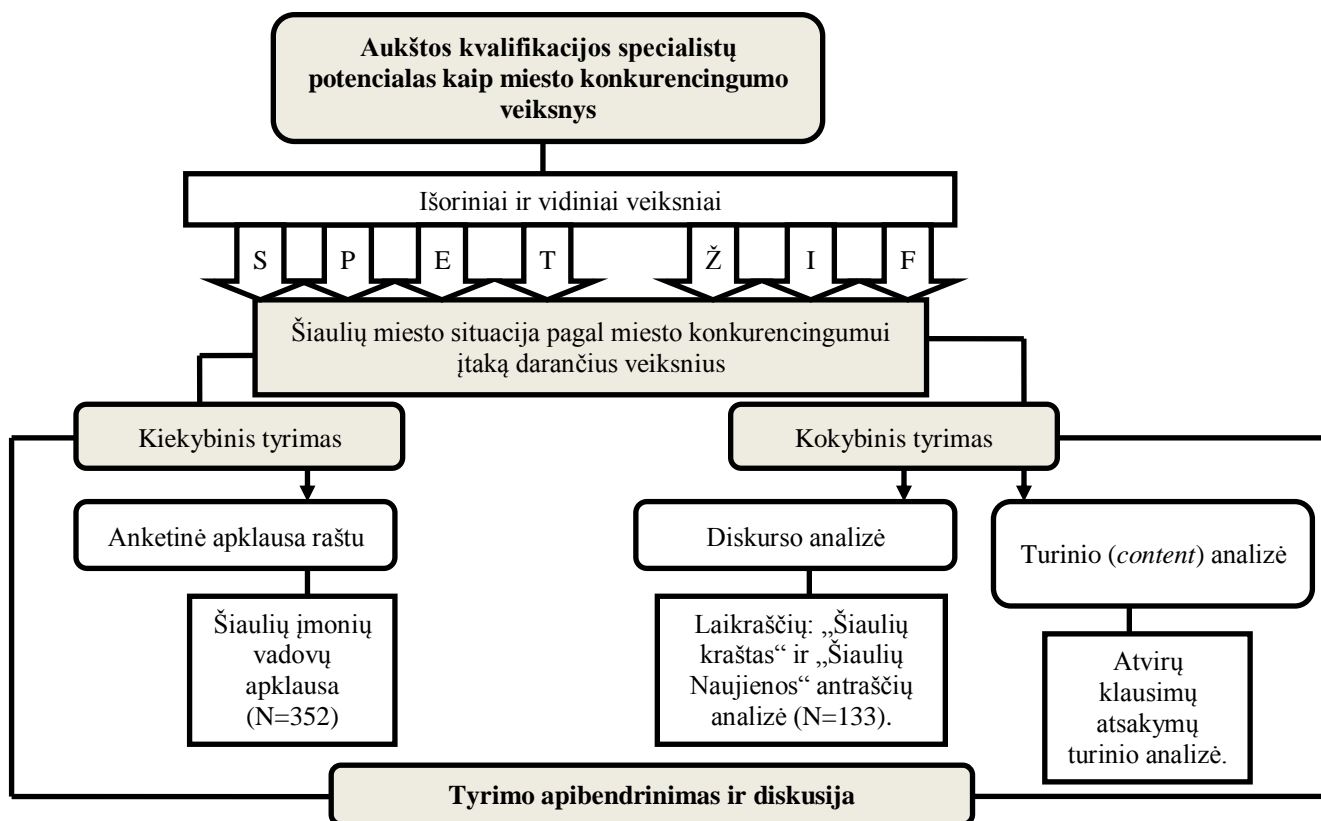 Aukštos kvalifikacijos specialistų
potencialas kaip miesto konkurencingumo
veiksnys
Išoriniai ir vidiniai veiksniai
S P E T Ž I F
Šiaulių miesto situacija pagal miesto konkurencingumui
įtaką darančius veiksnius
Kiekybinis tyrimas
Kokybinis tyrimas
Anketinė apklausa raštu
Diskurso analizė
Turinio (content) analizė
Šiaulių įmonių
vadovų
apklausa
(N=352)
Laikraščių: „Šiaulių
kraštas“ ir „Šiaulių
Naujienos“ antraščių
analizė (N=133).
Atvirų
klausimų
atsakymų
turinio analizė.
Tyrimo apibendrinimas ir diskusija